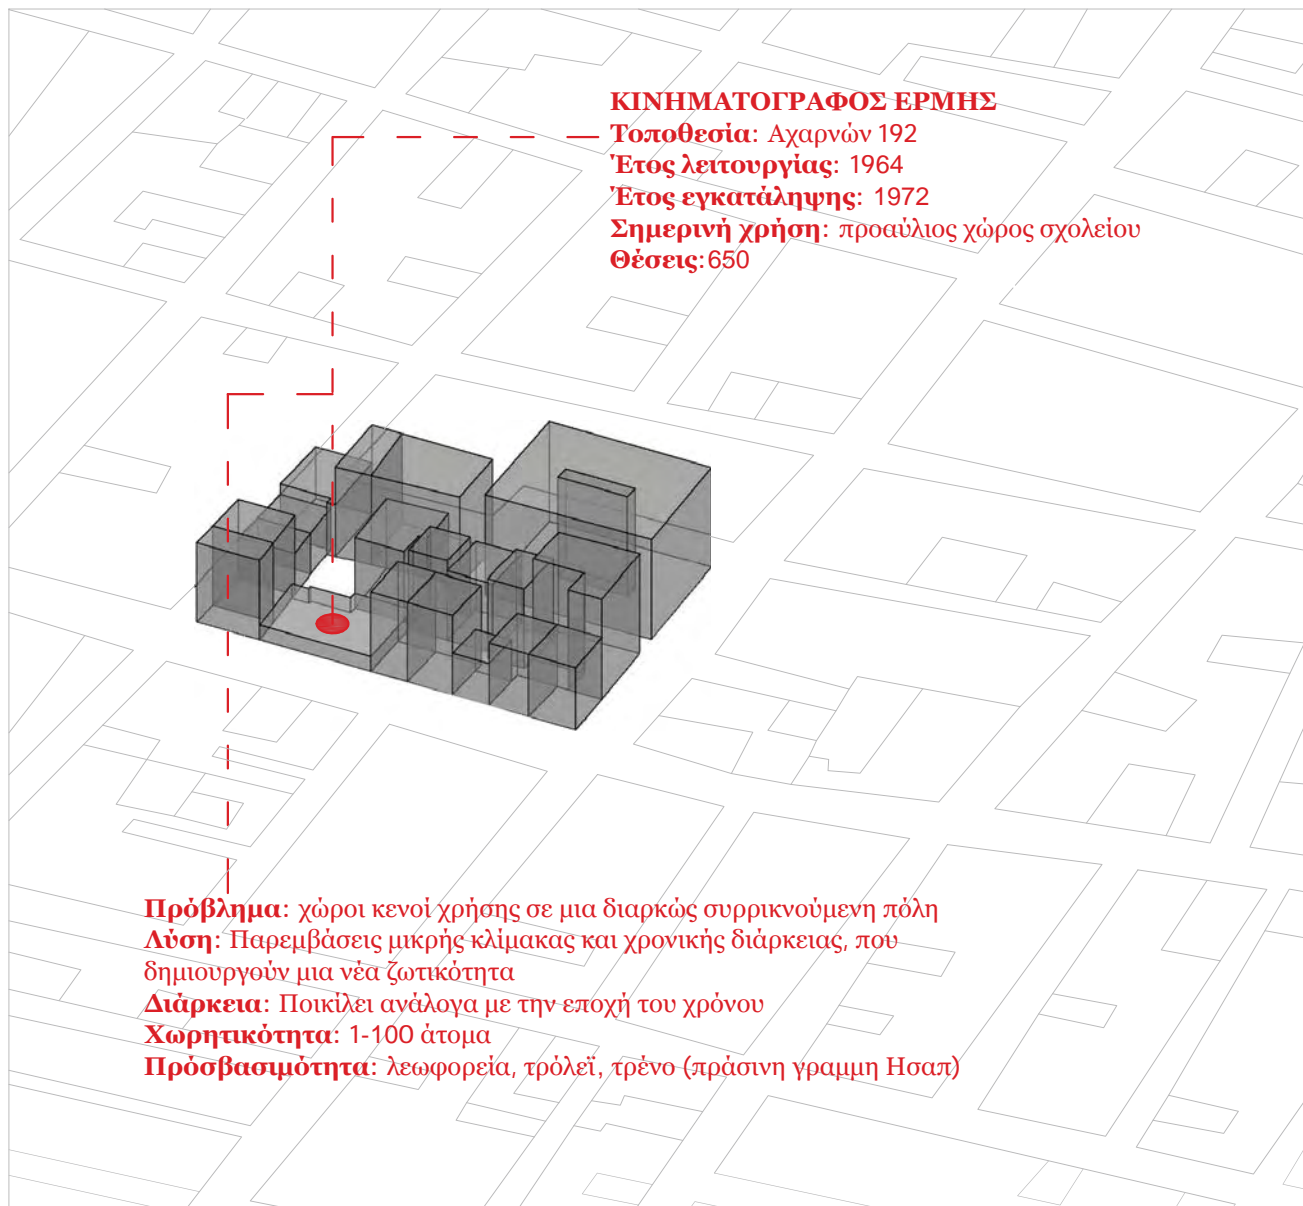 ΚΙΝΗΜΑΤΟΓΡΑΦΟΣ ΕΡΜΗΣ
Τοποθεσία: Αχαρνών 192
Έτος λειτουργίας: 1964
Έτος εγκατάληψης: 1972
Σημερινή χρήση: προαύλιος χώρος σχολείου
Θέσεις:650
Πρόβλημα: χώροι κενοί χρήσης σε μια διαρκώς συρρικνούμενη πόλη
Λύση: Παρεμβάσεις μικρής κλίμακας και χρονικής διάρκειας, που
δημιουργούν μια νέα ζωτικότητα
Διάρκεια: Ποικίλει ανάλογα με την εποχή του χρόνου
Χωρητικότητα: 1-100 άτομα
Πρόσβασιμότητα: λεωφορεία, τρόλεϊ, τρένο (πράσινη γραμμη Ησαπ)